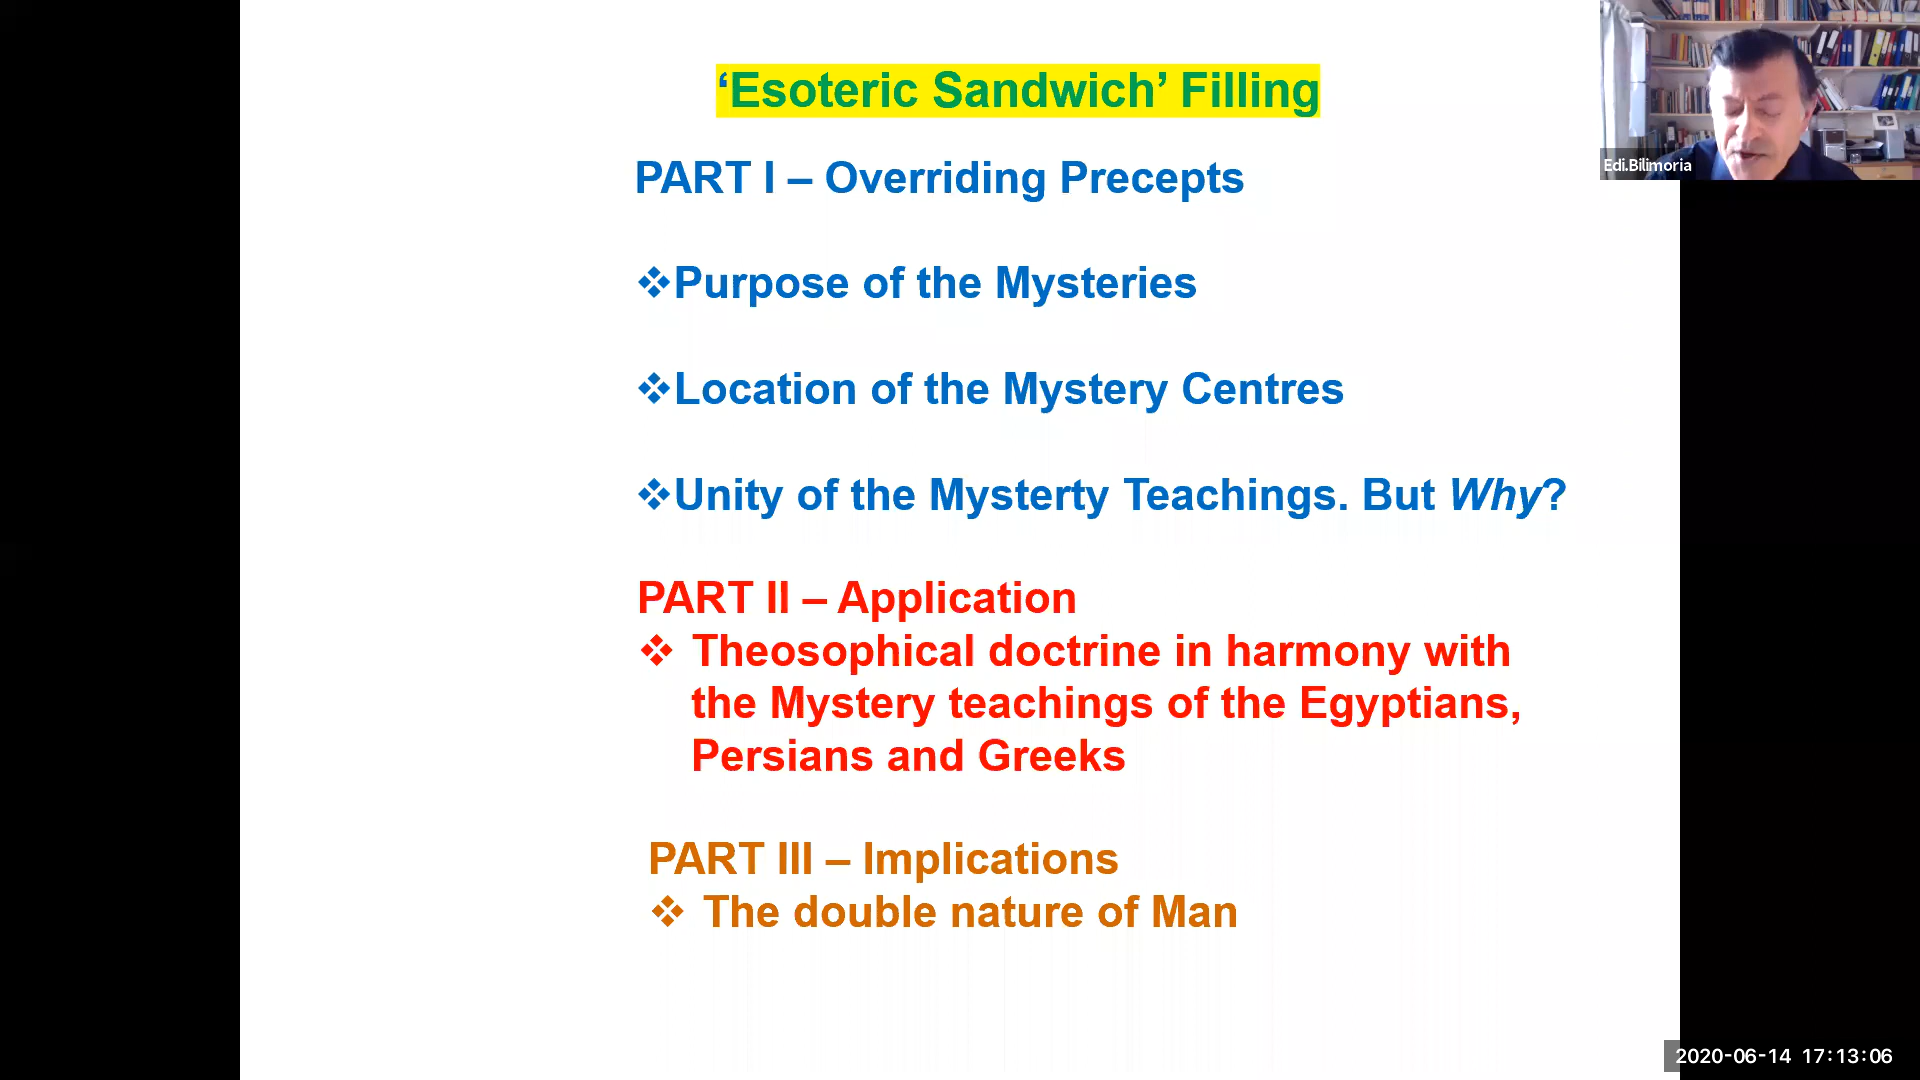 ‘Esoteric Sandwich’ Filling
Edi.Bilimoria
PART I – Overriding Precepts
❖Purpose of the Mysteries
❖Location of the Mystery Centres
❖Unity of the Mysterty Teachings. But Why?
PART II – Application
❖ Theosophical doctrine in harmony with
the Mystery teachings of the Egyptians,
Persians and Greeks
PART III – Implications
❖ The double nature of Man
2020-06-14 17:13:06